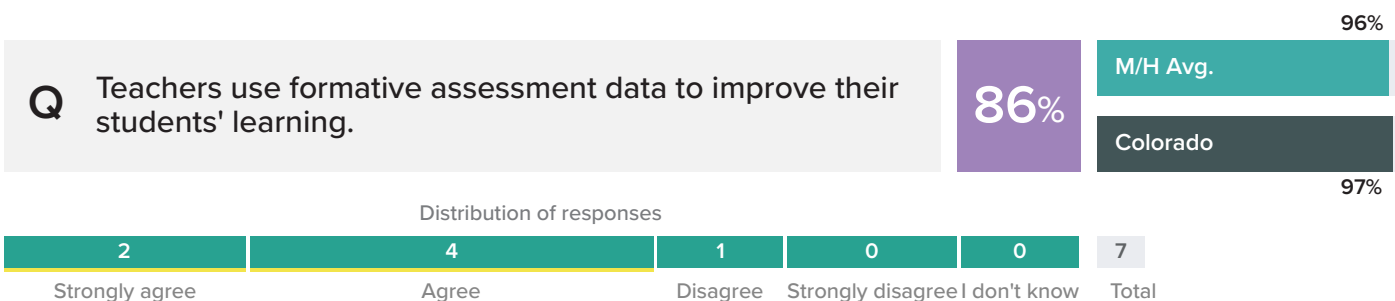 96%
Q Teachers use formative assessment data to improve their
students' learning.
86%
M/H Avg.
Colorado
97%
Distribution of responses
2 4 1 0 0 7
Strongly agree Agree Disagree Strongly disagree I don't know Total